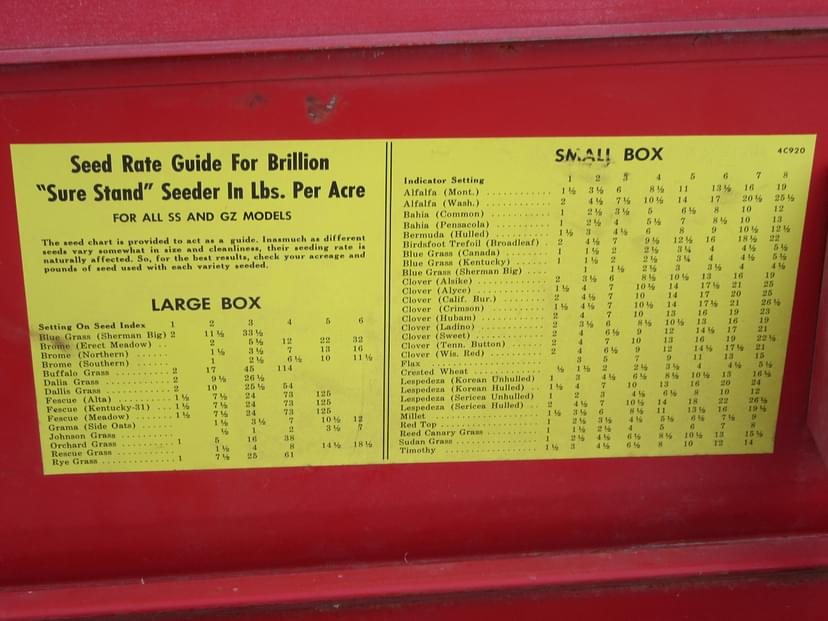 Seed Rate Guide For Brillion
"Sure Stand" Seeder In Lbs. Per Acre
FOR ALL SS AND GZ MODELS
The seed chart is provided to act as a guide. Inasmuch as different
seeds vary somewhat in size and cleanliness, their seeding rate is
naturally affected. So, for the best results, check your acreage and
pounds of seed used with each variety seeded.
LARGE BOX
Setting On Seed Index 1 2 3 4 5 6
Blue Grass (Sherman Big) 2 11½ 33½
Brome (Erect Meadow) 2 5½ 12 22 32
Brome (Northern) 1½ 3½ 7 13 16
Brome (Southern) 1 2½ 6½ 10 11½
Buffalo Grass 2 17 45 114
Dalia Grass 2 9½ 26½
Dallis Grass 2 10 25½ 54
Fescue (Alta) 1½ 7½ 24 73 125
Fescue (Kentucky-31) 1½ 7½ 24 73 125
Fescue (Meadow) 1½ 7½ 24 73 125
Grama (Side Oats) 1½ 3½ 7 10½ 12
Johnson Grass ½ 1 2 3½ 7
Orchard Grass 1 5 16 38
Rescue Grass 1½ 4 8 14½ 18½
Rye Grass 1 7½ 25 61
SMALL BOX 4C920
Indicator Setting 1 2 3 4 5 6 7 8
Alfalfa (Mont.) 1½ 3½ 6 8½ 11 13½ 16 19
Alfalfa (Wash.) 2 4½ 7½ 10½ 14 17 20½ 25½
Bahia (Common) 1 2½ 3½ 5 6½ 8 10 12
Bahia (Pensacola) 1 2½ 4 5½ 7 8½ 10 13
Bermuda (Hulled) 1½ 3 4½ 6 8 9 10½ 12½
Birdsfoot Trefoil (Broadleaf) 2 4½ 7 9½ 12½ 16 18½ 22
Blue Grass (Canada) 1 1½ 2 2½ 3¼ 4 4½ 5½
Blue Grass (Kentucky) 1 1½ 2 2½ 3¼ 4 4½ 5½
Blue Grass (Sherman Big) 1 1½ 2½ 3 3½ 4 4½
Clover (Alsike) 2 3½ 6 8½ 10½ 13 16 19
Clover (Alyce) 1½ 4 7 10½ 14 17½ 21 25
Clover (Calif. Bur.) 2 4½ 7 10 14 17 20 25
Clover (Crimson) 1½ 4½ 7 10½ 14 17½ 21 26½
Clover (Hubam) 2 4 7 10 13 16 19 23
Clover (Ladino) 2 3½ 6 8½ 10½ 13 16 19
Clover (Sweet) 2 4 6½ 9 12 14½ 17 21
Clover (Tenn. Button) 2 4 7 10 13 16 19 22½
Clover (Wis. Red) 2 4 6½ 9 12 14½ 17½ 21
Flax 3 5 7 9 11 13 15
Crested Wheat ½ 1½ 2 2½ 3½ 4 4½ 5½
Lespedeza (Korean Unhulled) 1 3 4½ 6½ 8½ 10½ 13 16½
Lespedeza (Korean Hulled) 1½ 4 7 10 13 16 20 24
Lespedeza (Sericea Unhulled) 1 2 3 4½ 6½ 8 10 12
Lespedeza (Sericea Hulled) 2 4½ 7 10½ 14 18 22 26½
Millet 1½ 3½ 6 8½ 11 13½ 16 19½
Red Top 1 2½ 3½ 4½ 5½ 6½ 7½ 9
Reed Canary Grass 1 1½ 2½ 4 5 6 7 8
Sudan Grass 1 2½ 4½ 6½ 8½ 10½ 13 15½
Timothy 1½ 3 4½ 6½ 8 10 12 14